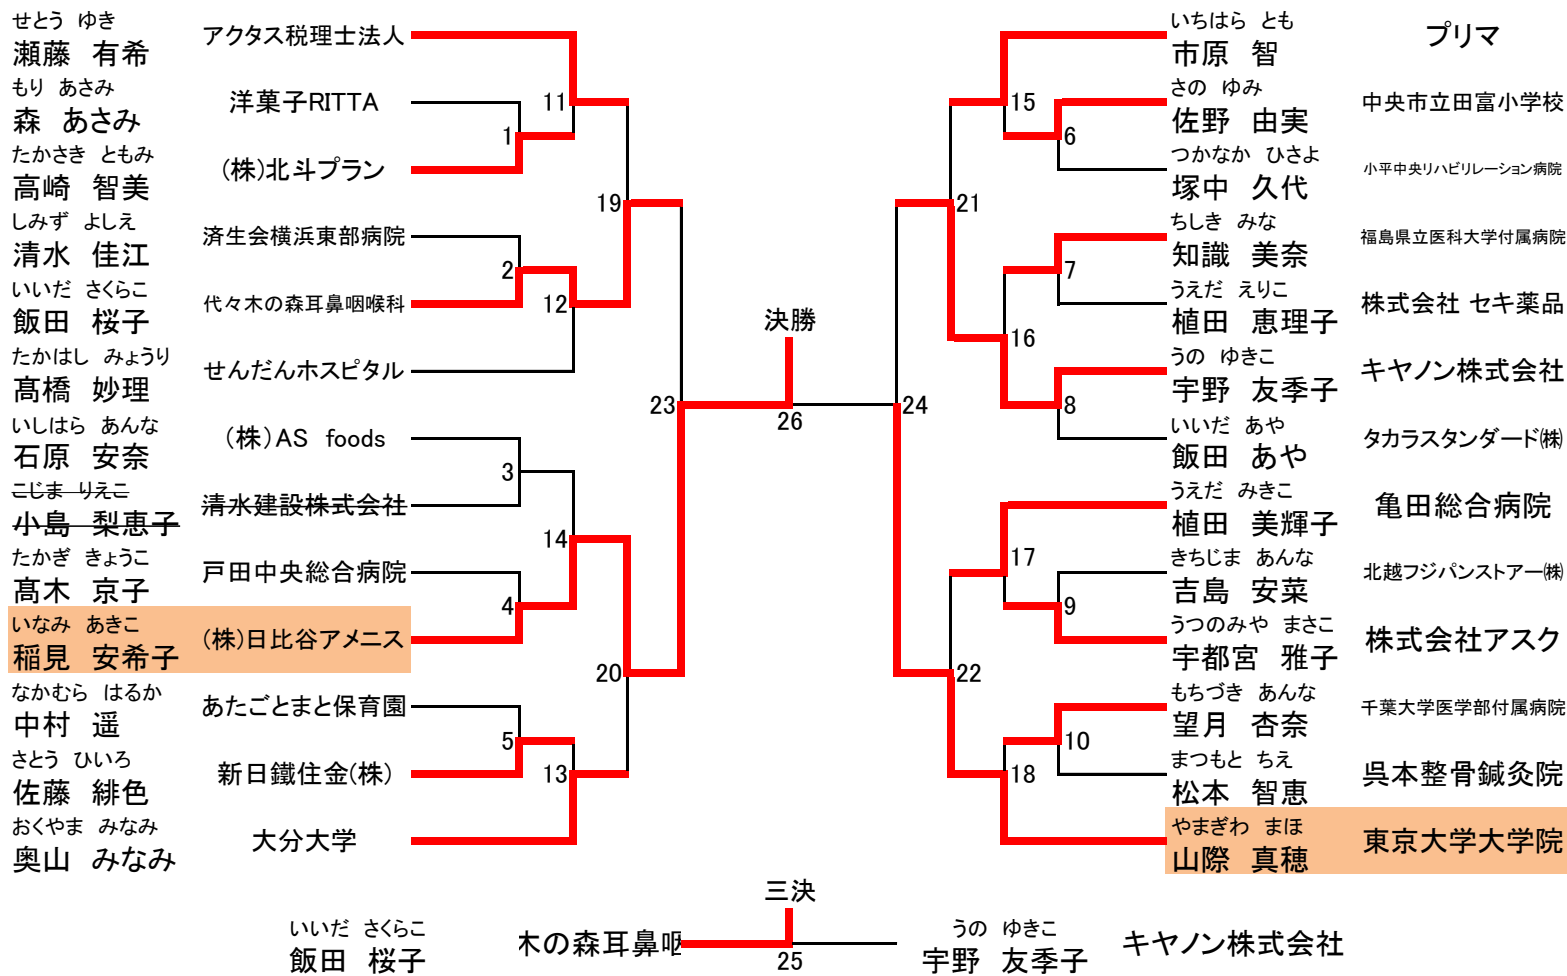 せとう ゆき
瀬藤 有希
アクタス税理士法人
もり あさみ
森 あさみ
洋菓子RITTA
たかさき ともみ
高崎 智美
(株)北斗プラン
しみず よしえ
清水 佳江
済生会横浜東部病院
いいだ さくらこ
飯田 桜子
代々木の森耳鼻咽喉科
たかはし みょうり
髙橋 妙理
せんだんホスピタル
いしはら あんな
石原 安奈
(株)AS foods
こじま りえこ
小島 梨恵子
清水建設株式会社
たかぎ きょうこ
髙木 京子
戸田中央総合病院
いなみ あきこ
稲見 安希子
(株)日比谷アメニス
なかむら はるか
中村 遥
あたごとまと保育園
さとう ひいろ
佐藤 緋色
新日鐵住金(株)
おくやま みなみ
奥山 みなみ
大分大学
1
2
3
4
5
11
12
14
13
19
20
23
決勝
26
24
21
22
15
16
17
18
6
7
8
9
10
いちはら とも
市原 智
プリマ
さの ゆみ
佐野 由実
中央市立田富小学校
つかなか ひさよ
塚中 久代
小平中央リハビリレーション病院
ちしき みな
知識 美奈
福島県立医科大学付属病院
うえだ えりこ
植田 恵理子
株式会社 セキ薬品
うの ゆきこ
宇野 友季子
キヤノン株式会社
いいだ あや
飯田 あや
タカラスタンダード㈱
うえだ みきこ
植田 美輝子
亀田総合病院
きちじま あんな
吉島 安菜
北越フジパンストアー㈱
うつのみや まさこ
宇都宮 雅子
株式会社アスク
もちづき あんな
望月 杏奈
千葉大学医学部付属病院
まつもと ちえ
松本 智恵
呉本整骨鍼灸院
やまぎわ まほ
山際 真穂
東京大学大学院
三決
いいだ さくらこ
飯田 桜子
木の森耳鼻咽
25
うの ゆきこ
宇野 友季子
キヤノン株式会社